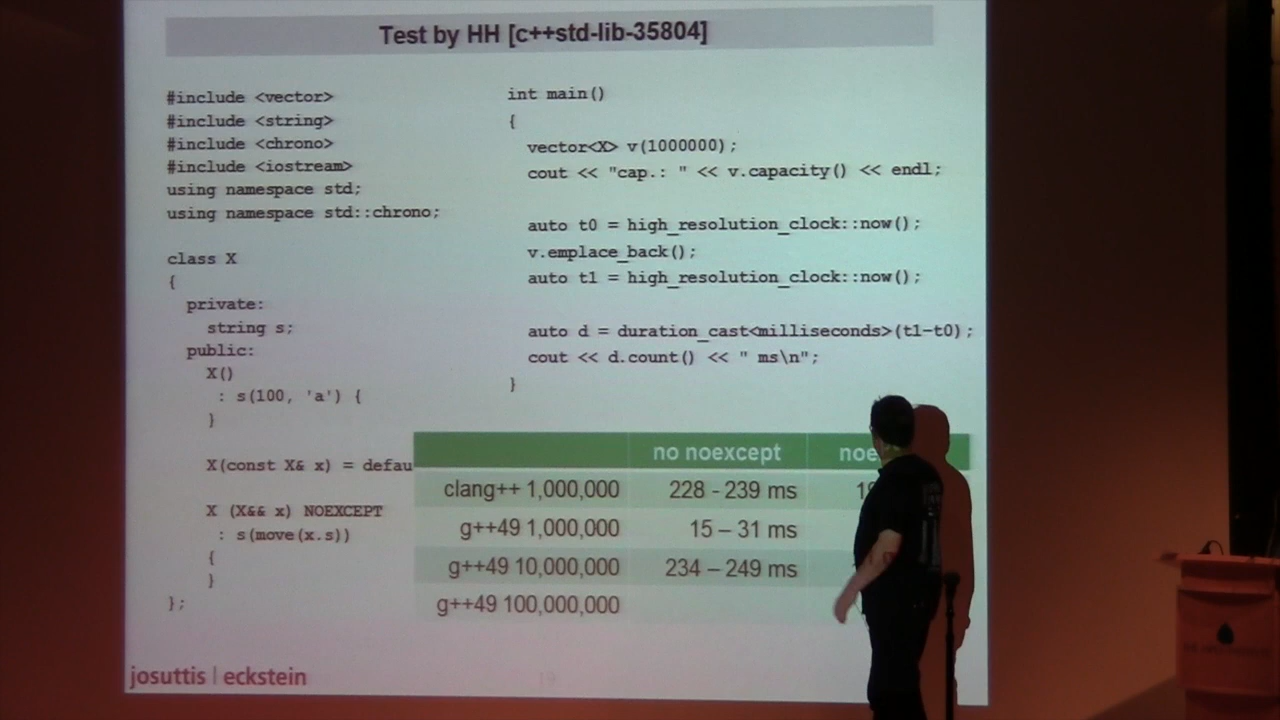 Test by HH [c++std-lib-35804]
#include <vector>
#include <string>
#include <chrono>
#include <iostream>
using namespace std;
using namespace std::chrono;
class X
{
private:
string s;
public:
X()
: s(100, 'a') {
}
X(const X& x) = defau
X (X&& x) NOEXCEPT
: s(move(x.s))
{
}
};
int main()
{
vector<X> v(1000000);
cout << "cap.: " << v.capacity() << endl;
auto t0 = high_resolution_clock::now();
v.emplace_back();
auto t1 = high_resolution_clock::now();
auto d = duration_cast<milliseconds>(t1-t0);
cout << d.count() << " ms\n";
}
no noexcept noe
clang++ 1,000,000 228 - 239 ms
g++49 1,000,000 15 – 31 ms
g++49 10,000,000 234 – 249 ms
g++49 100,000,000
josuttis | eckstein
19